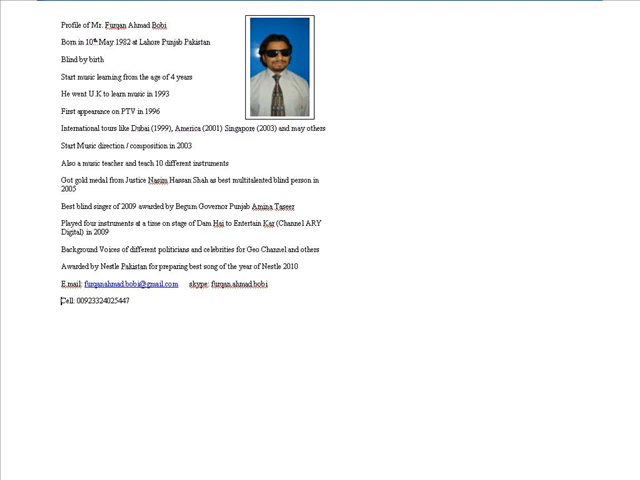 Profile of Mr. Furqan Ahmad Bobi
Born in 10th May 1982 at Lahore Punjab Pakistan
Blind by birth
Start music learning from the age of 4 years
He went U.K to learn music in 1993
First appearance on PTV in 1996
International tours like Dubai (1999), America (2001) Singapore (2003) and may others
Start Music direction / composition in 2003
Also a music teacher and teach 10 different instruments
Got gold medal from Justice Nasim Hassan Shah as best multitalented blind person in
2005
Best blind singer of 2009 awarded by Begum Governor Punjab Amina Taseer
Played four instruments at a time on stage of Dam Hai to Entertain Kar (Channel ARY
Digital) in 2009
Background Voices of different politicians and celebrities for Geo Channel and others
Awarded by Nestle Pakistan for preparing best song of the year of Nestle 2010
E.mail: furqanahmad.bobi@gmail.com skype: furqan.ahmad.bobi
Cell: 00923324025447